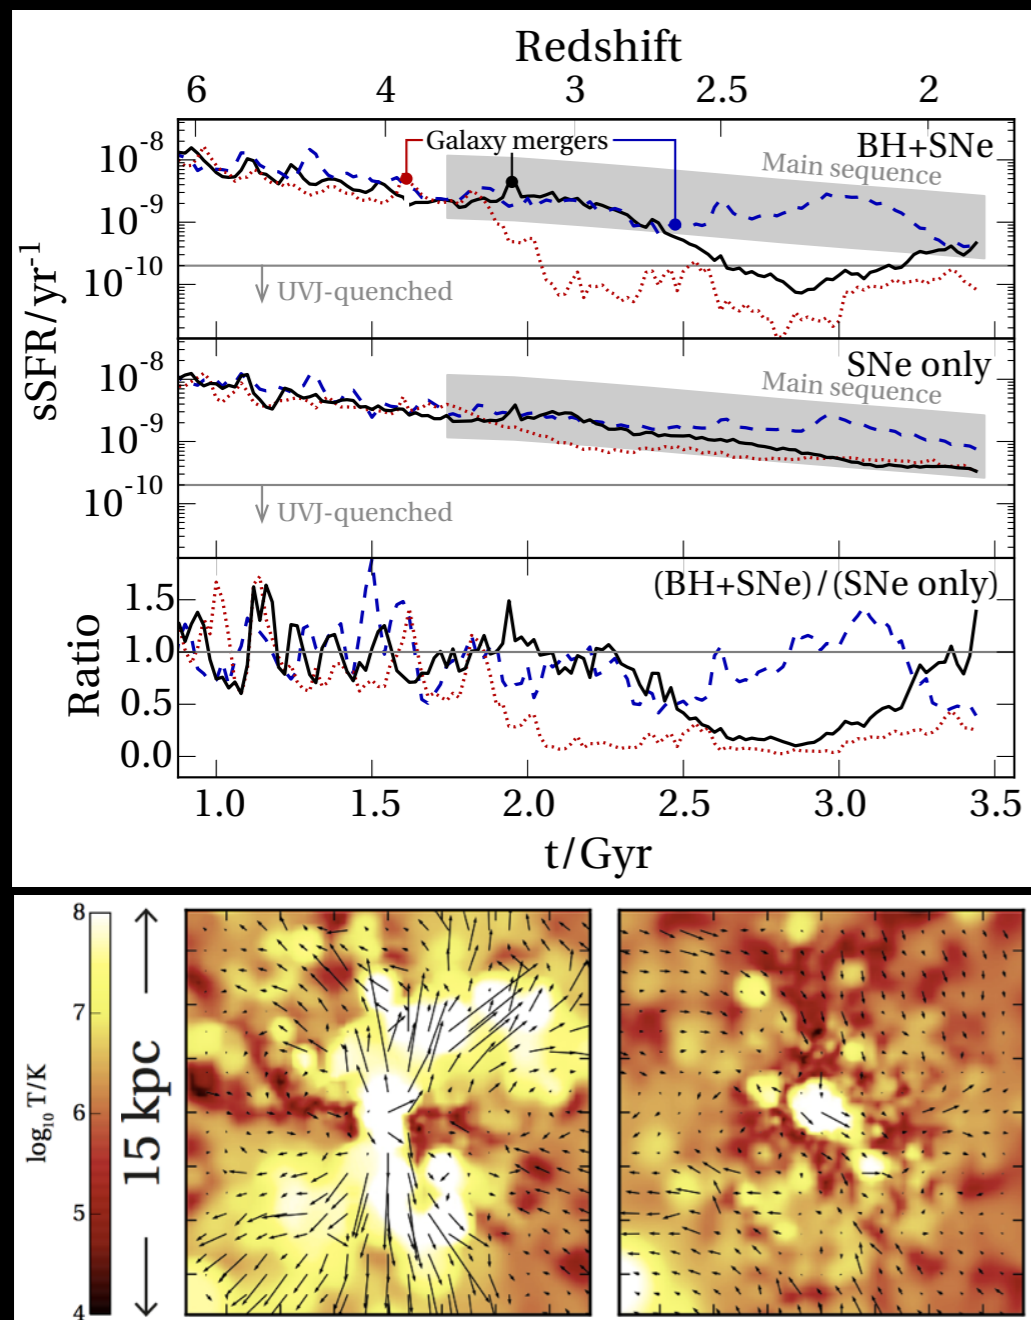 Redshift
6 4 3 2.5 2
Galaxy mergers
BH+SNe
Main sequence
10⁻⁸
10⁻⁹
10⁻¹⁰
UVJ-quenched
sSFR/yr⁻¹
SNe only
Main sequence
10⁻⁸
10⁻⁹
10⁻¹⁰
UVJ-quenched
(BH+SNe)/(SNe only)
Ratio
1.5
1.0
0.5
0.0
1.0 1.5 2.0 2.5 3.0 3.5
t/Gyr
log₁₀ T/K
8
7
6
5
4
15 kpc